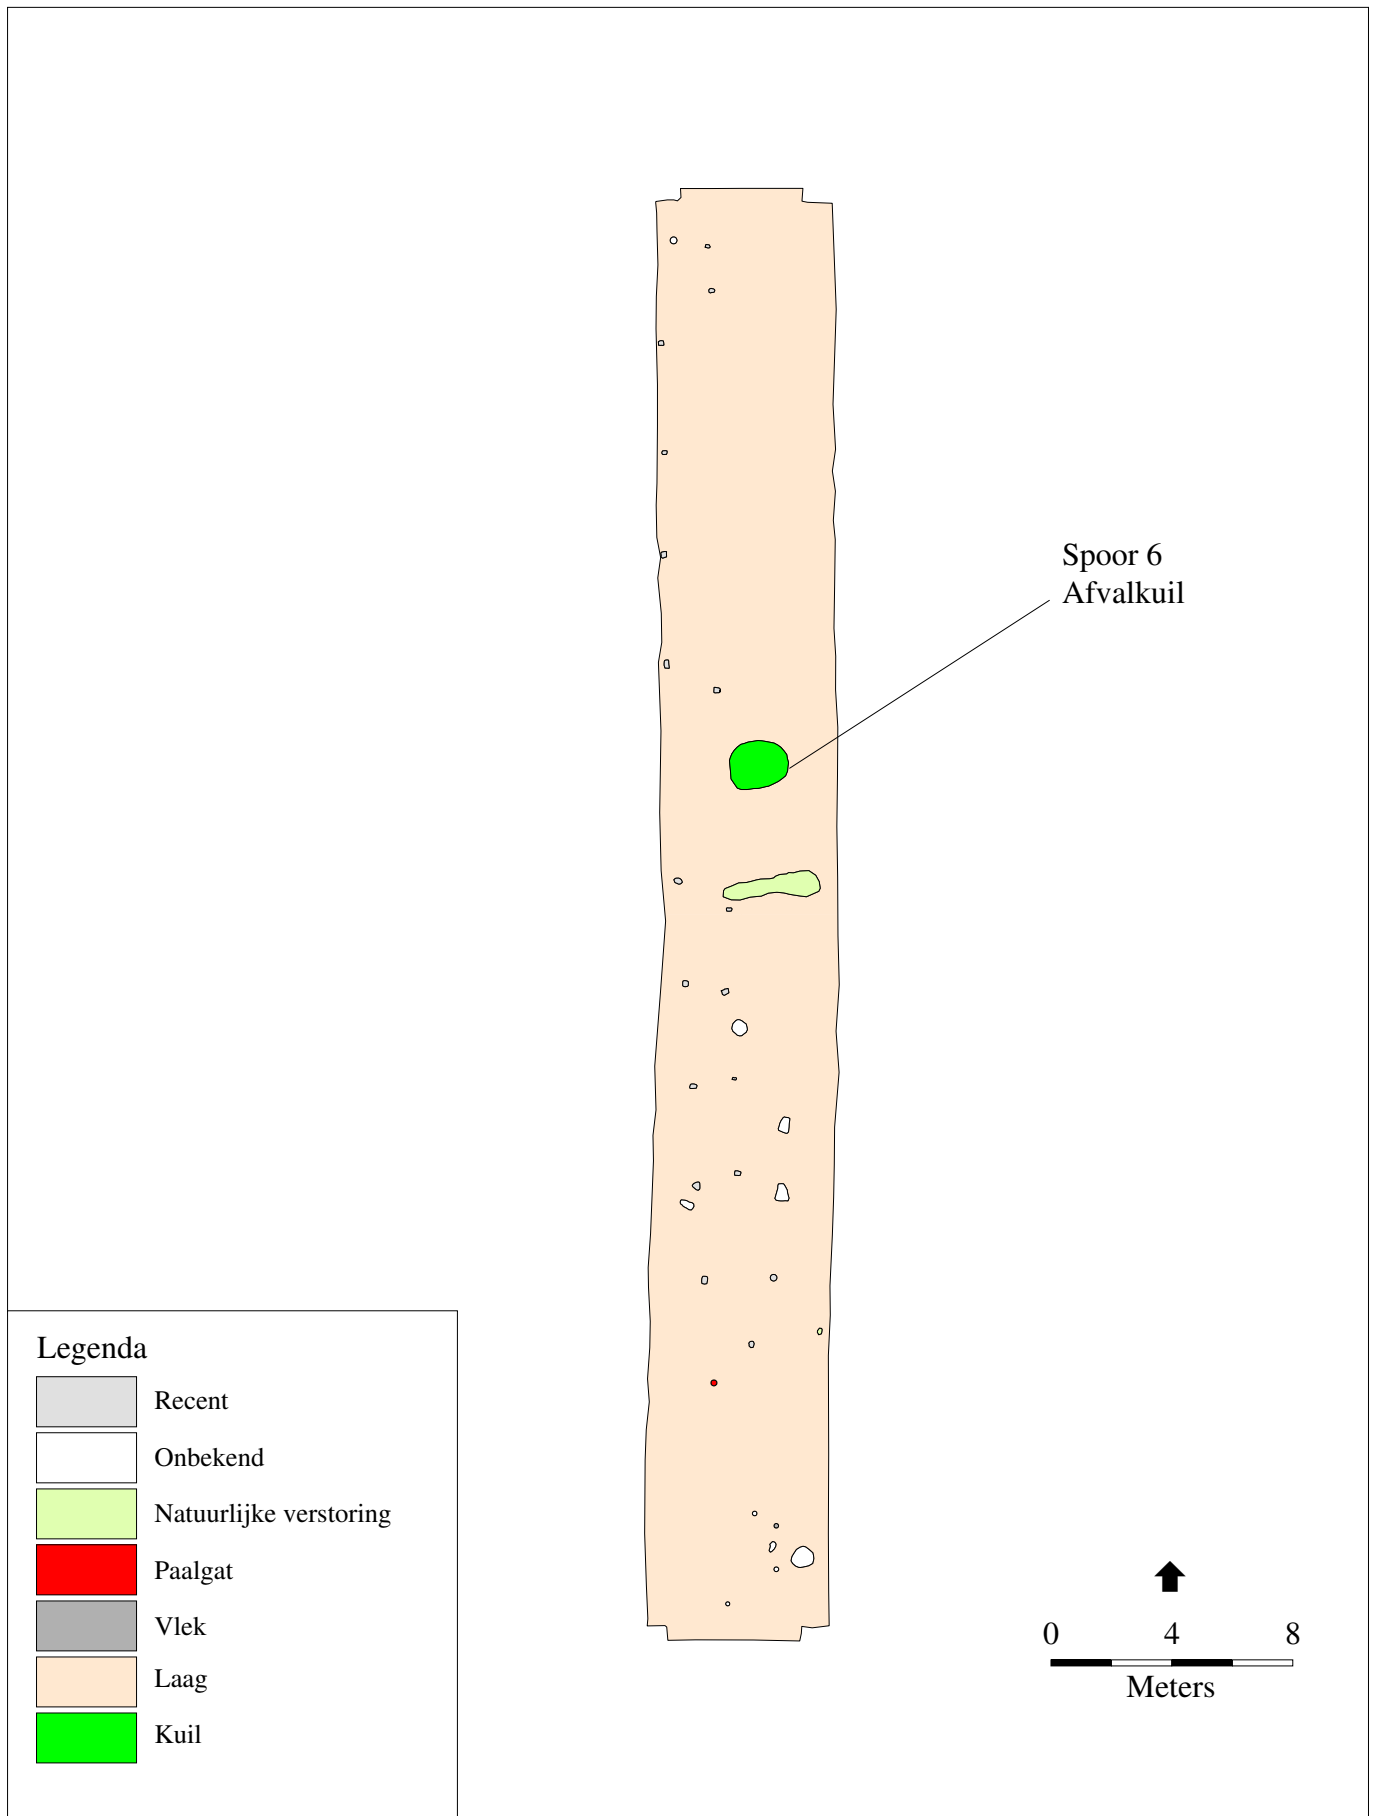 Spoor 6
Afvalkuil
Legenda
Recent
Onbekend
Natuurlijke verstoring
Paalgat
Vlek
Laag
Kuil
0 4 8
Meters